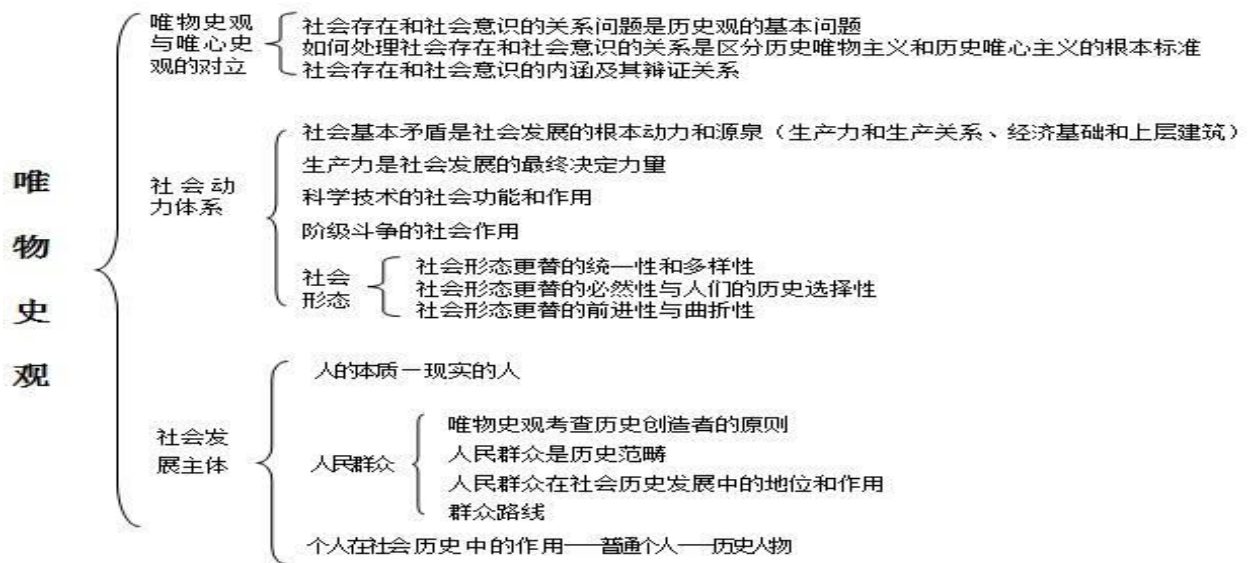 唯物史观
唯物史观
与唯心史
观的对立
社会存在和社会意识的关系问题是历史观的基本问题
如何处理社会存在和社会意识的关系是区分历史唯物主义和历史唯心主义的根本标准
社会存在和社会意识的内涵及其辩证关系
社会动
力体系
社会基本矛盾是社会发展的根本动力和源泉（生产力和生产关系、经济基础和上层建筑）
生产力是社会发展的最终决定力量
科学技术的社会功能和作用
阶级斗争的社会作用
社会
形态
社会形态更替的统一性和多样性
社会形态更替的必然性与人们的历史选择性
社会形态更替的前进性与曲折性
社会发
展主体
人的本质－现实的人
人民群众
唯物史观考查历史创造者的原则
人民群众是历史范畴
人民群众在社会历史发展中的地位和作用
群众路线
个人在社会历史中的作用——普通个人——历史人物